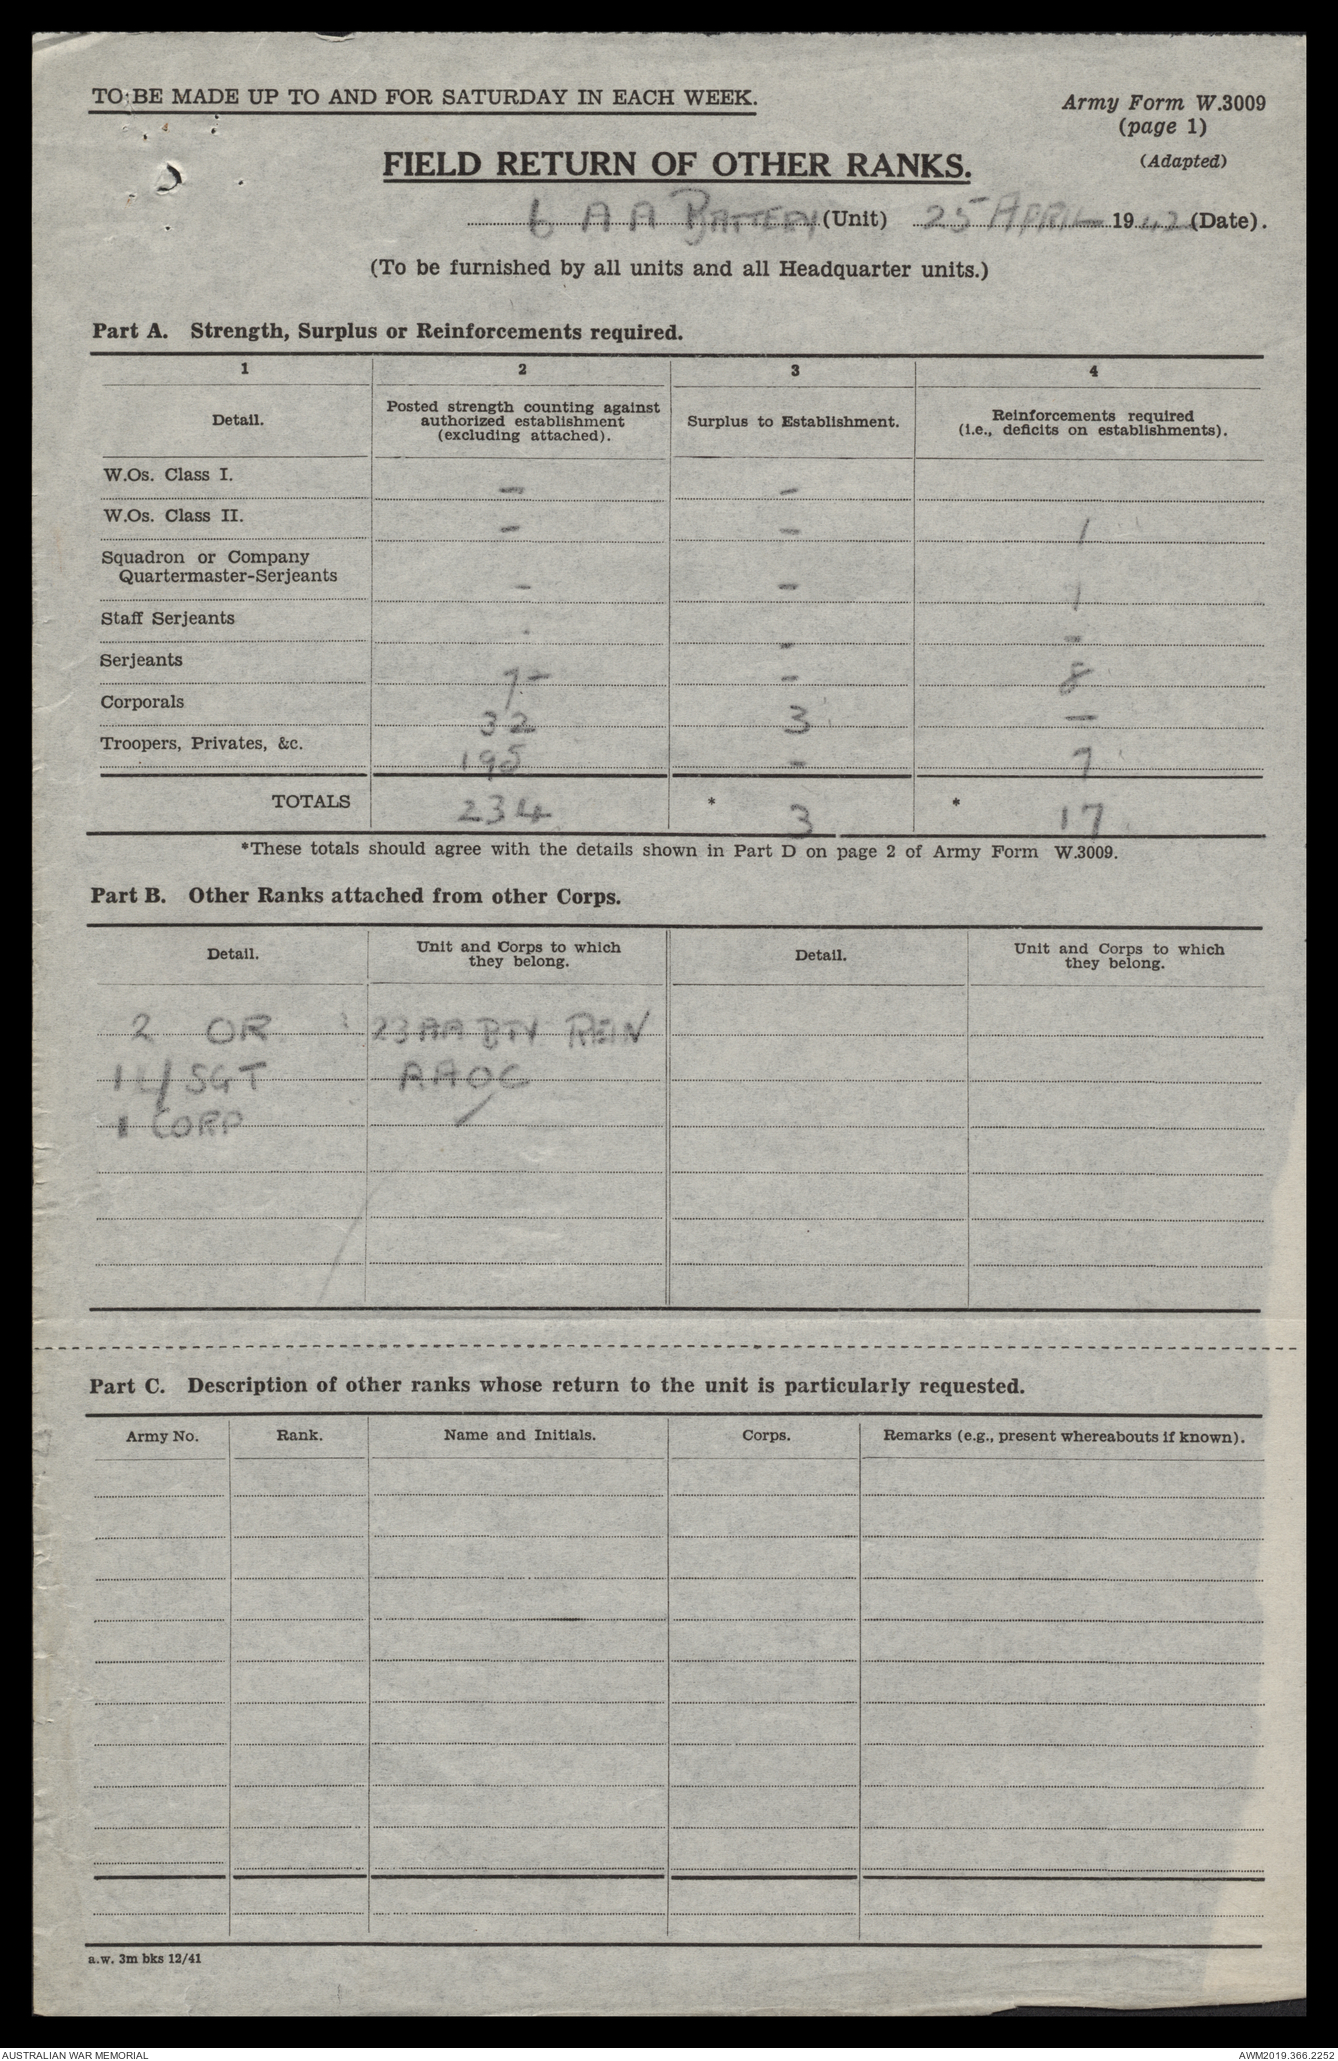 TO BE MADE UP TO AND FOR SATURDAY IN EACH WEEK.
Army Form W.3009
(page 1)
(Adapted)
FIELD RETURN OF OTHER RANKS.
6 A A BATTERY (Unit) 25 APRIL 1942 (Date).
(To be furnished by all units and all Headquarter units.)
Part A. Strength, Surplus or Reinforcements required.
1 2 3 4
Detail. Posted strength counting against authorized establishment (excluding attached). Surplus to Establishment. Reinforcements required (i.e., deficits on establishments).
W.Os. Class I. - -
W.Os. Class II. - - 1
Squadron or Company
Quartermaster-Serjeants - - 1
Staff Serjeants - -
Serjeants 7 - - 8
Corporals 32 3 -
Troopers, Privates, &c. 195 - 7
TOTALS 234 * 3 * 17
*These totals should agree with the details shown in Part D on page 2 of Army Form W.3009.
Part B. Other Ranks attached from other Corps.
Detail. Unit and Corps to which they belong. Detail. Unit and Corps to which they belong.
2 OR 23 AA BTY REIN
1 L/SGT AAOC
1 CORP
Part C. Description of other ranks whose return to the unit is particularly requested.
Army No. Rank. Name and Initials. Corps. Remarks (e.g., present whereabouts if known).
a.w. 3m bks 12/41
AUSTRALIAN WAR MEMORIAL
AWM2019.366.2252